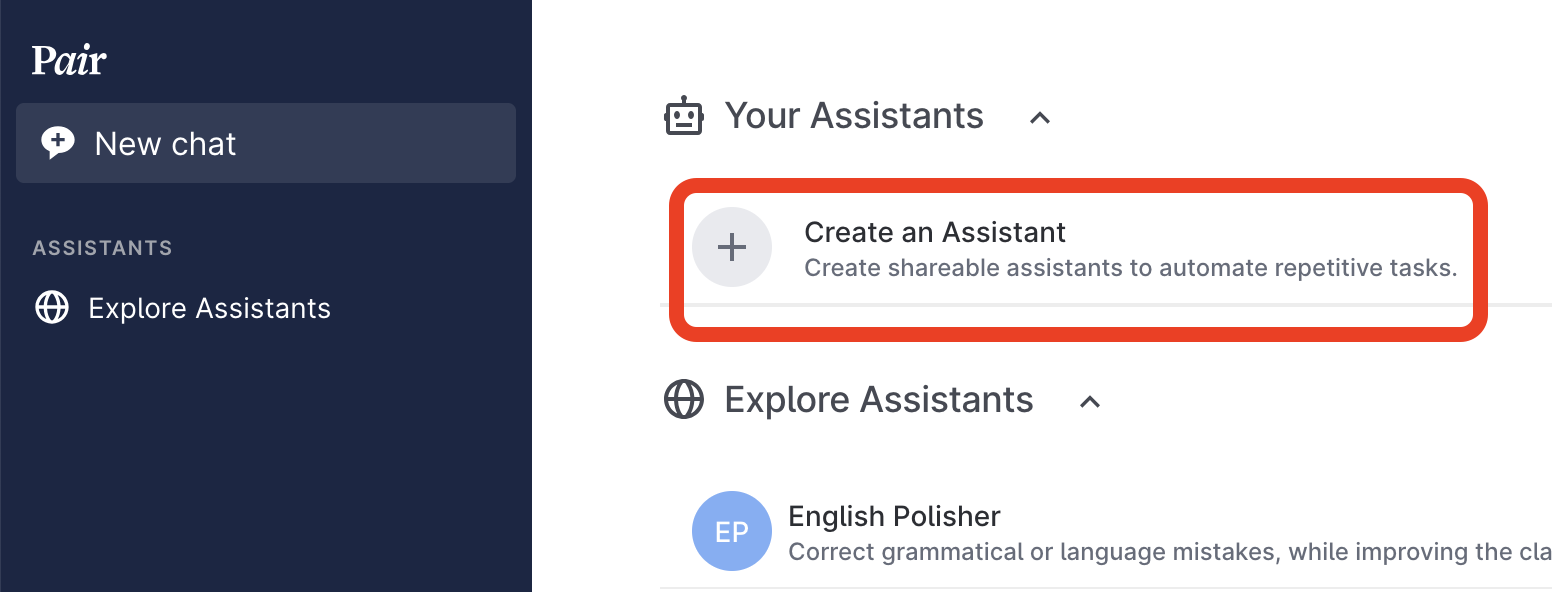 Pair
New chat
ASSISTANTS
Explore Assistants
Your Assistants
Create an Assistant
Create shareable assistants to automate repetitive tasks.
Explore Assistants
EP
English Polisher
Correct grammatical or language mistakes, while improving the cla